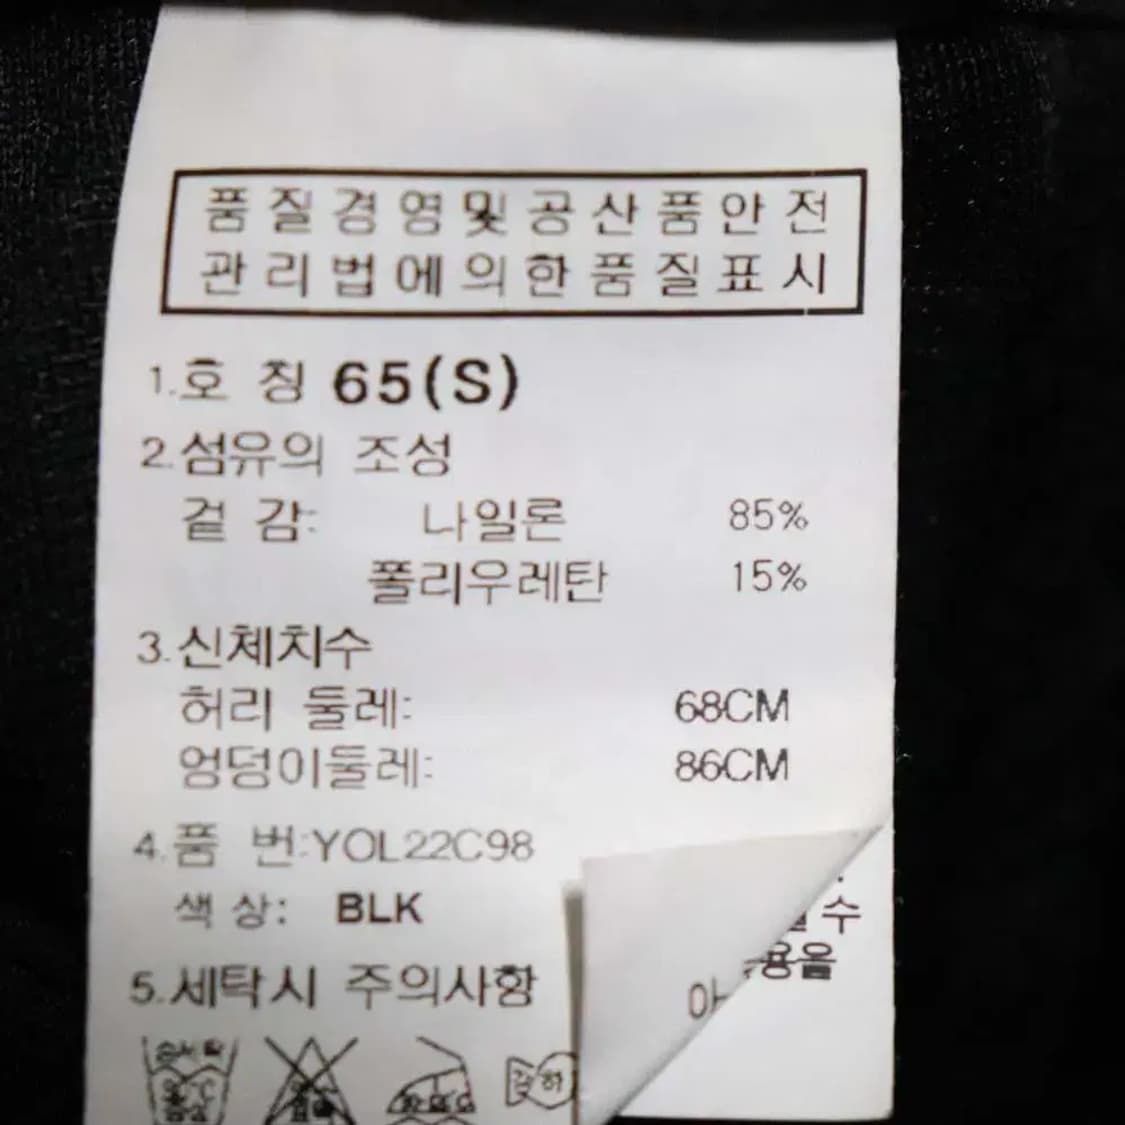 품질경영및공산품안전
관리법에의한품질표시
1.호 칭 65(S)
2.섬유의 조성
겉 감: 나일론 85%
폴리우레탄 15%
3.신체치수
허리 둘레: 68CM
엉덩이둘레: 86CM
4.품 번:YOL22C98
색 상: BLK
수
용을
5.세탁시 주의사항